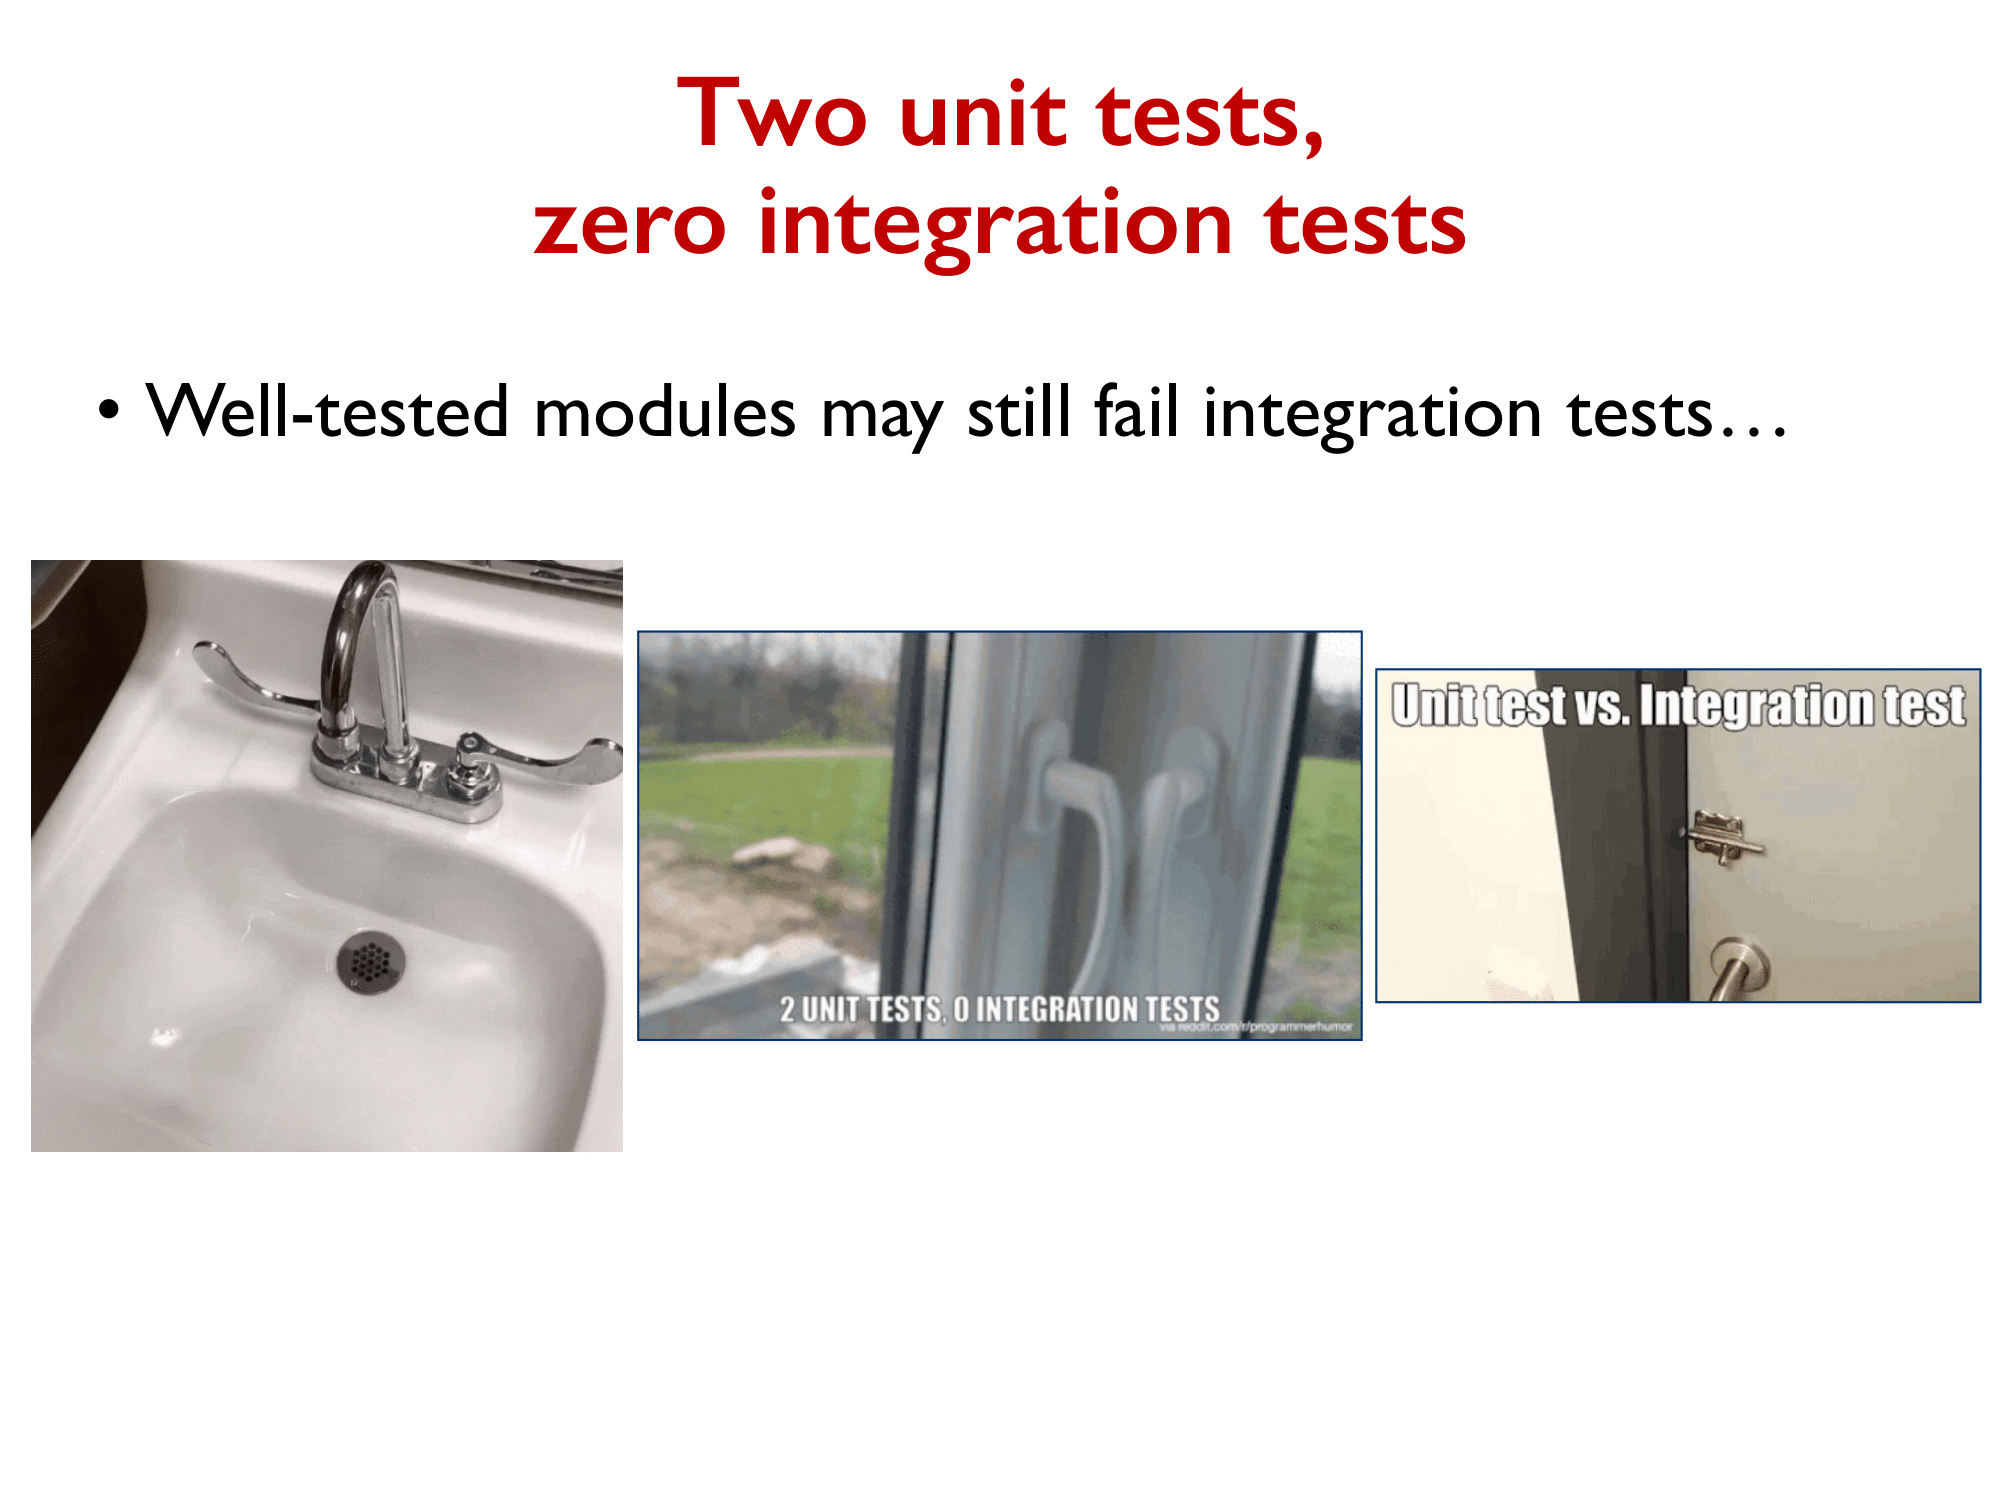 Two unit tests,
zero integration tests
• Well-tested modules may still fail integration tests…
Unit test vs. Integration test
2 UNIT TESTS, 0 INTEGRATION TESTS
via reddit.com/r/programmerhumor